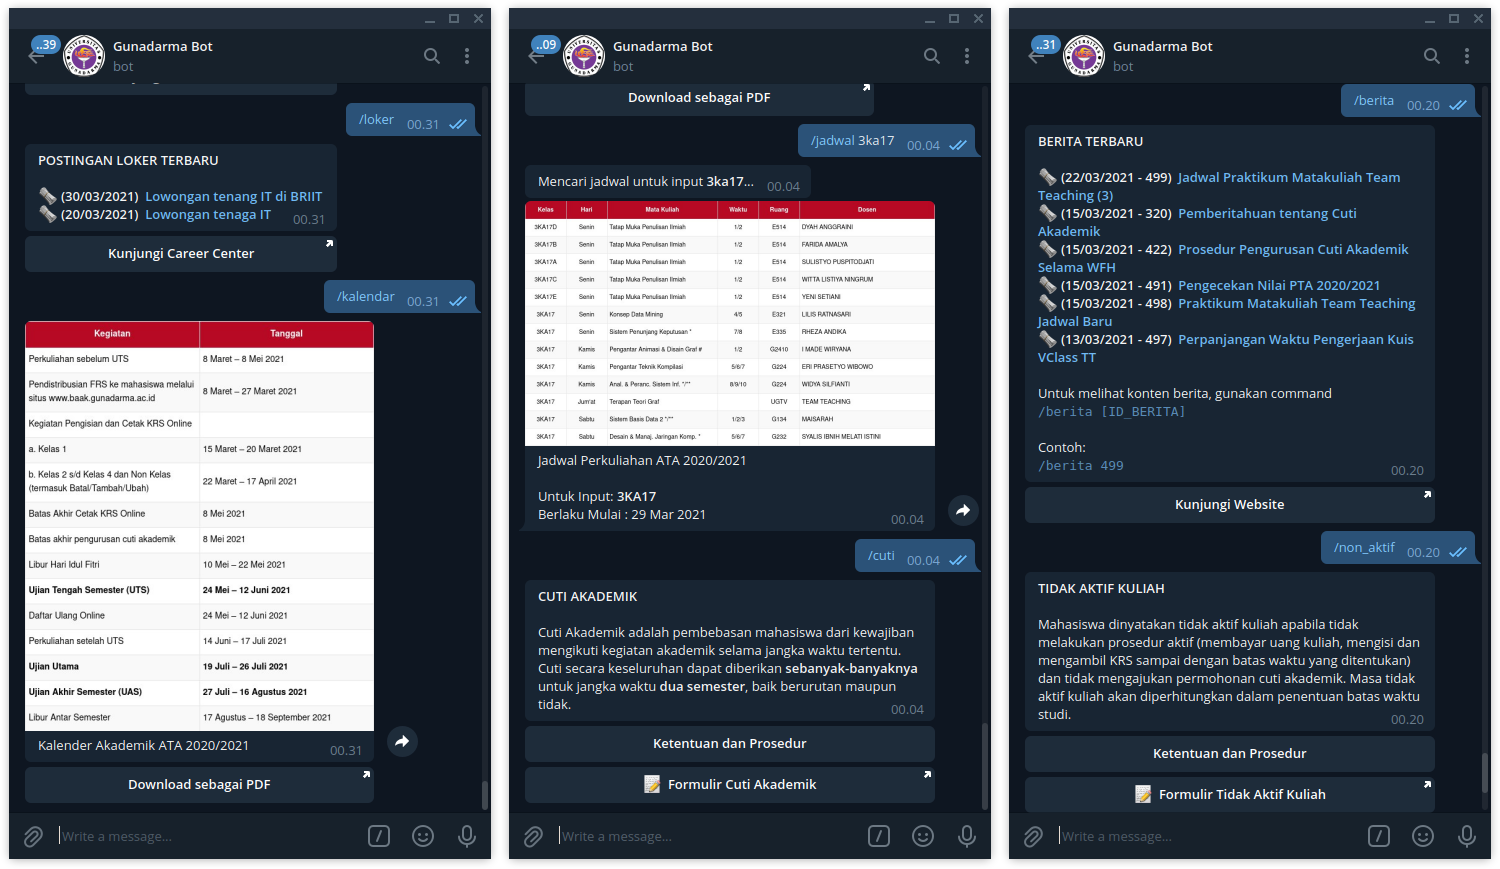 ..39
Gunadarma Bot
bot
/loker 00.31
POSTINGAN LOKER TERBARU
(30/03/2021) Lowongan tenang IT di BRIIT
(20/03/2021) Lowongan tenaga IT 00.31
Kunjungi Career Center
/kalendar 00.31
Kegiatan Tanggal
Perkuliahan sebelum UTS 8 Maret – 8 Mei 2021
Pendistribusian FRS ke mahasiswa melalui
situs www.baak.gunadarma.ac.id 8 Maret – 27 Maret 2021
Kegiatan Pengisian dan Cetak KRS Online
a. Kelas 1 15 Maret – 20 Maret 2021
b. Kelas 2 s/d Kelas 4 dan Non Kelas
(termasuk Batal/Tambah/Ubah) 22 Maret – 17 April 2021
Batas Akhir Cetak KRS Online 8 Mei 2021
Batas akhir pengurusan cuti akademik 8 Mei 2021
Libur Hari Idul Fitri 10 Mei – 22 Mei 2021
Ujian Tengah Semester (UTS) 24 Mei – 12 Juni 2021
Daftar Ulang Online 24 Mei – 12 Juni 2021
Perkuliahan setelah UTS 14 Juni – 17 Juli 2021
Ujian Utama 19 Juli – 26 Juli 2021
Ujian Akhir Semester (UAS) 27 Juli – 16 Agustus 2021
Libur Antar Semester 17 Agustus – 18 September 2021
Kalender Akademik ATA 2020/2021 00.31
Download sebagai PDF
Write a message...
..09
Gunadarma Bot
bot
Download sebagai PDF
/jadwal 3ka17 00.04
Mencari jadwal untuk input 3ka17... 00.04
Kelas Hari Mata Kuliah Waktu Ruang Dosen
3KA17D Senin Tatap Muka Penulisan Ilmiah 1/2 E514 DYAH ANGGRAINI
3KA17B Senin Tatap Muka Penulisan Ilmiah 1/2 E514 FARIDA AMALYA
3KA17A Senin Tatap Muka Penulisan Ilmiah 1/2 E514 SULISTYO PUSPITODJATI
3KA17C Senin Tatap Muka Penulisan Ilmiah 1/2 E514 WITTA LISTIYA NINGRUM
3KA17E Senin Tatap Muka Penulisan Ilmiah 1/2 E514 YENI SETIANI
3KA17 Senin Konsep Data Mining 4/5 E321 LILIS RATNASARI
3KA17 Senin Sistem Penunjang Keputusan * 7/8 E335 RHEZA ANDIKA
3KA17 Kamis Pengantar Animasi & Disain Graf # 1/2 G2410 I MADE WIRYANA
3KA17 Kamis Pengantar Teknik Kompilasi 5/6/7 G224 ERI PRASETYO WIBOWO
3KA17 Kamis Anal. & Peranc. Sistem Inf. */** 8/9/10 G224 WIDYA SILFIANTI
3KA17 Jum'at Terapan Teori Graf UGTV TEAM TEACHING
3KA17 Sabtu Sistem Basis Data 2 */** 1/2/3 G134 MAISARAH
3KA17 Sabtu Desain & Manaj. Jaringan Komp. * 5/6/7 G232 SYALIS IBNIH MELATI ISTINI
Jadwal Perkuliahan ATA 2020/2021
Untuk Input: 3KA17
Berlaku Mulai : 29 Mar 2021 00.04
/cuti 00.04
CUTI AKADEMIK
Cuti Akademik adalah pembebasan mahasiswa dari kewajiban
mengikuti kegiatan akademik selama jangka waktu tertentu.
Cuti secara keseluruhan dapat diberikan sebanyak-banyaknya
untuk jangka waktu dua semester, baik berurutan maupun
tidak. 00.04
Ketentuan dan Prosedur
Formulir Cuti Akademik
Write a message...
..31
Gunadarma Bot
bot
/berita 00.20
BERITA TERBARU
(22/03/2021 - 499) Jadwal Praktikum Matakuliah Team
Teaching (3)
(15/03/2021 - 320) Pemberitahuan tentang Cuti
Akademik
(15/03/2021 - 422) Prosedur Pengurusan Cuti Akademik
Selama WFH
(15/03/2021 - 491) Pengecekan Nilai PTA 2020/2021
(15/03/2021 - 498) Praktikum Matakuliah Team Teaching
Jadwal Baru
(13/03/2021 - 497) Perpanjangan Waktu Pengerjaan Kuis
VClass TT
Untuk melihat konten berita, gunakan command
/berita [ID_BERITA]
Contoh:
/berita 499 00.20
Kunjungi Website
/non_aktif 00.20
TIDAK AKTIF KULIAH
Mahasiswa dinyatakan tidak aktif kuliah apabila tidak
melakukan prosedur aktif (membayar uang kuliah, mengisi dan
mengambil KRS sampai dengan batas waktu yang ditentukan)
dan tidak mengajukan permohonan cuti akademik. Masa tidak
aktif kuliah akan diperhitungkan dalam penentuan batas waktu
studi. 00.20
Ketentuan dan Prosedur
Formulir Tidak Aktif Kuliah
Write a message...